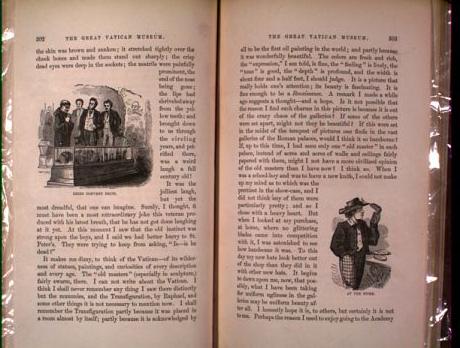 302
THE GREAT VATICAN MUSEUM.
the skin was brown and sunken; it stretched tightly over the
cheek bones and made them stand out sharply; the crisp
dead eyes were deep in the sockets; the nostrils were painfully
prominent, the
end of the nose
being gone;
the lips had
shriveled away
from the yel-
low teeth; and
brought down
to us through
the circling
years, and pet-
rified there,
was a weird
laugh a full
century old!
It was the
jolliest laugh,
but yet the
DRIED CONVENT FRUITS.
most dreadful, that one can imagine. Surely, I thought, it
must have been a most extraordinary joke this veteran pro-
duced with his latest breath, that he has not got done laughing
at it yet. At this moment I saw that the old instinct was
strong upon the boys, and I said we had better hurry to St.
Peter's. They were trying to keep from asking, "Is—is he
dead?"
It makes me dizzy, to think of the Vatican—of its wilder-
ness of statues, paintings, and curiosities of every description
and every age. The "old masters" (especially in sculpture,)
fairly swarm, there. I can not write about the Vatican. I
think I shall never remember any thing I saw there distinctly
but the mummies, and the Transfiguration, by Raphael, and
some other things it is not necessary to mention now. I shall
remember the Transfiguration partly because it was placed in
a room almost by itself; partly because it is acknowledged by
THE GREAT VATICAN MUSEUM.
303
all to be the first oil painting in the world; and partly because
it was wonderfully beautiful. The colors are fresh and rich,
the "expression," I am told, is fine, the "feeling" is lively, the
"tone" is good, the "depth" is profound, and the width is
about four and a half feet, I should judge. It is a picture that
really holds one's attention; its beauty is fascinating. It is
fine enough to be a Renaissance. A remark I made a while
ago suggests a thought—and a hope. Is it not possible that
the reason I find such charms in this picture is because it is out
of the crazy chaos of the galleries? If some of the others
were set apart, might not they be beautiful? If this were set
in the midst of the tempest of pictures one finds in the vast
galleries of the Roman palaces, would I think it so handsome?
If, up to this time, I had seen only one "old master" in each
palace, instead of acres and acres of walls and ceilings fairly
papered with them, might I not have a more civilized opinion
of the old masters than I have now? I think so. When I
was a school-boy and was to have a new knife, I could not make
up my mind as to which was the
prettiest in the show-case, and I
did not think any of them were
particularly pretty; and so I
chose with a heavy heart. But
when I looked at my purchase,
at home, where no glittering
blades came into competition
with it, I was astonished to see
how handsome it was. To this
day my new hats look better out
of the shop than they did in it
with other new hats. It begins
to dawn upon me, now, that pos-
sibly, what I have been taking
for uniform ugliness in the gal-
leries may be uniform beauty af-
ter all. I honestly hope it is, to others, but certainly it is not
to me. Perhaps the reason I used to enjoy going to the Academy
AT THE STORE.